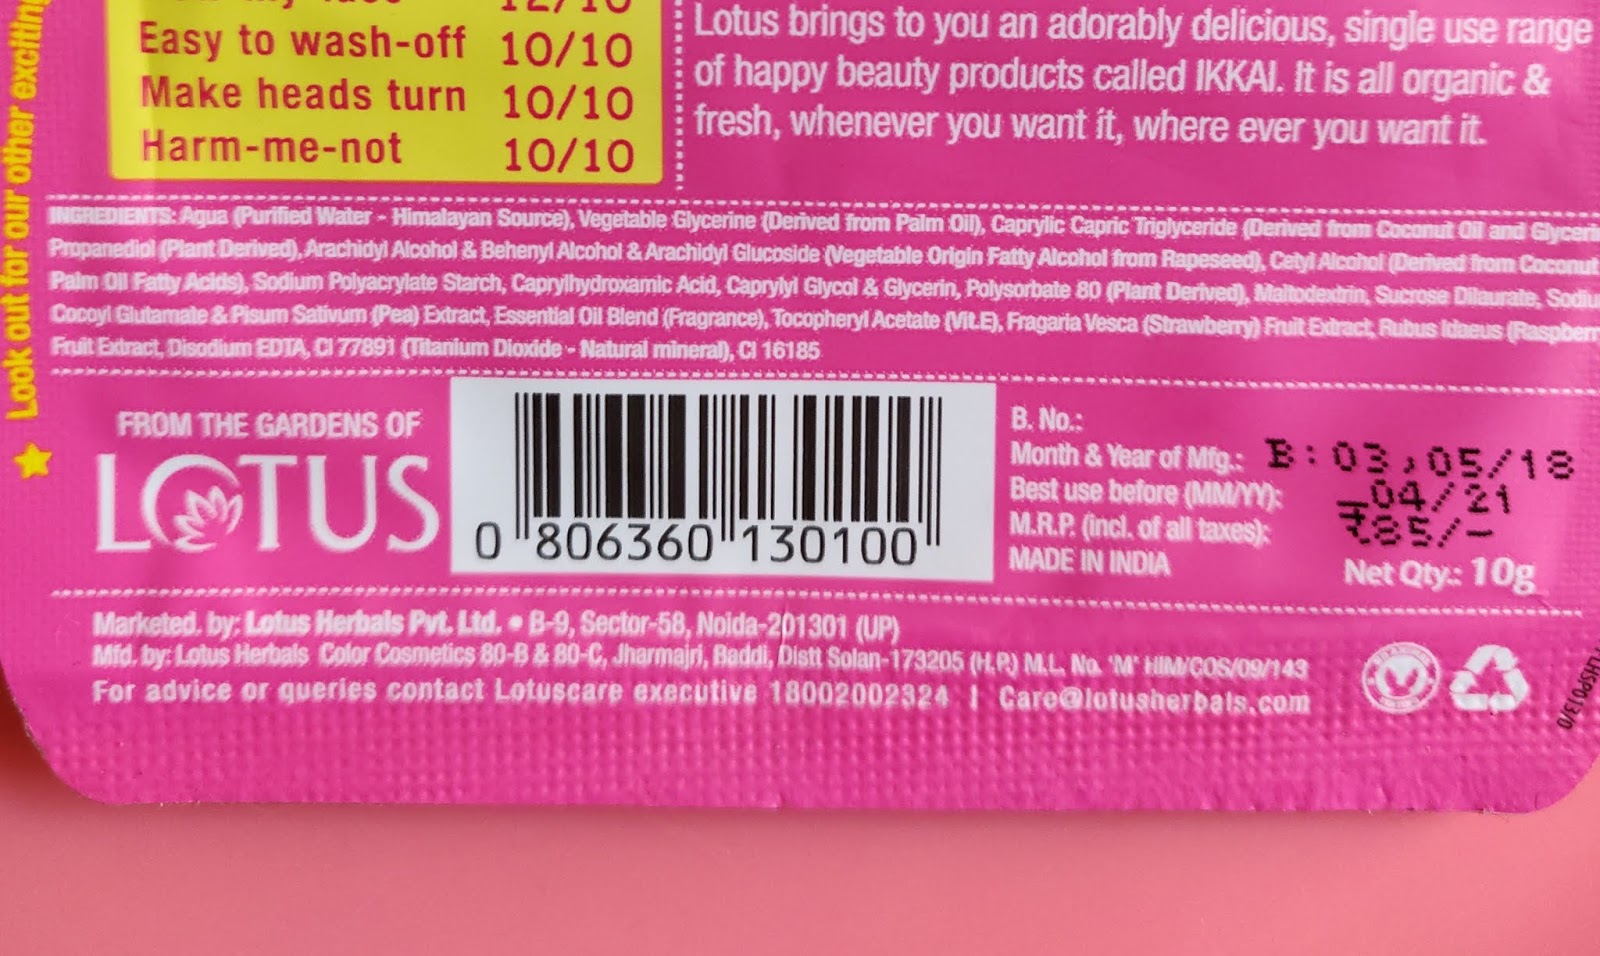 Look out for our other exciting
12/10
Easy to wash-off 10/10
Make heads turn 10/10
Harm-me-not 10/10
Lotus brings to you an adorably delicious, single use range
of happy beauty products called IKKAI. It is all organic &
fresh, whenever you want it, where ever you want it.
INGREDIENTS: Aqua (Purified Water - Himalayan Source), Vegetable Glycerine (Derived from Palm Oil), Caprylic Capric Triglyceride (Derived from Coconut Oil and Glycerin
Propanediol (Plant Derived), Arachidyl Alcohol & Behenyl Alcohol & Arachidyl Glucoside (Vegetable Origin Fatty Alcohol from Rapeseed), Cetyl Alcohol (Derived from Coconut
Palm Oil Fatty Acids), Sodium Polyacrylate Starch, Caprylhydroxamic Acid, Caprylyl Glycol & Glycerin, Polysorbate 80 (Plant Derived), Maltodextrin, Sucrose Dilaurate, Sodiu
Cocoyl Glutamate & Pisum Sativum (Pea) Extract, Essential Oil Blend (Fragrance), Tocopheryl Acetate (Vit.E), Fragaria Vesca (Strawberry) Fruit Extract, Rubus Idaeus (Raspberr
Fruit Extract, Disodium EDTA, CI 77891 (Titanium Dioxide - Natural mineral), CI 16185
FROM THE GARDENS OF
LOTUS
0 806360 130100
B. No.:
Month & Year of Mfg.: B: 03,05/18
Best use before (MM/YY): 04/21
M.R.P. (incl. of all taxes): ₹85/-
MADE IN INDIA
Net Qty.: 10g
Marketed. by: Lotus Herbals Pvt. Ltd. • B-9, Sector-58, Noida-201301 (UP)
Mfd. by: Lotus Herbals Color Cosmetics 80-B & 80-C, Jharmajri, Baddi, Distt Solan-173205 (H.P.) M.L. No. 'M' HIM/COS/09/143
For advice or queries contact Lotuscare executive 18002002324 | Care@lotusherbals.com